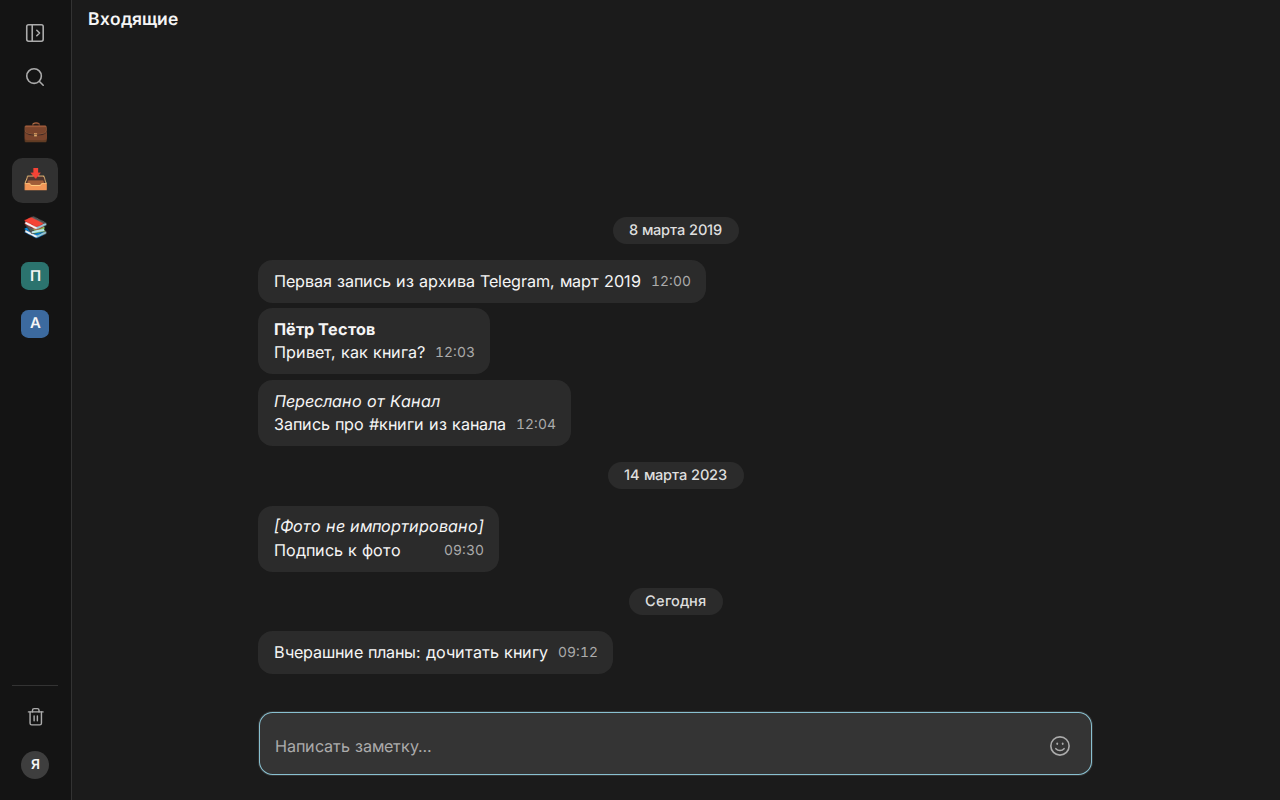 Входящие
П
А
8 марта 2019
Первая запись из архива Telegram, март 2019 12:00
Пётр Тестов
Привет, как книга? 12:03
Переслано от Канал
Запись про #книги из канала 12:04
14 марта 2023
[Фото не импортировано]
Подпись к фото 09:30
Сегодня
Вчерашние планы: дочитать книгу 09:12
Написать заметку...
Я